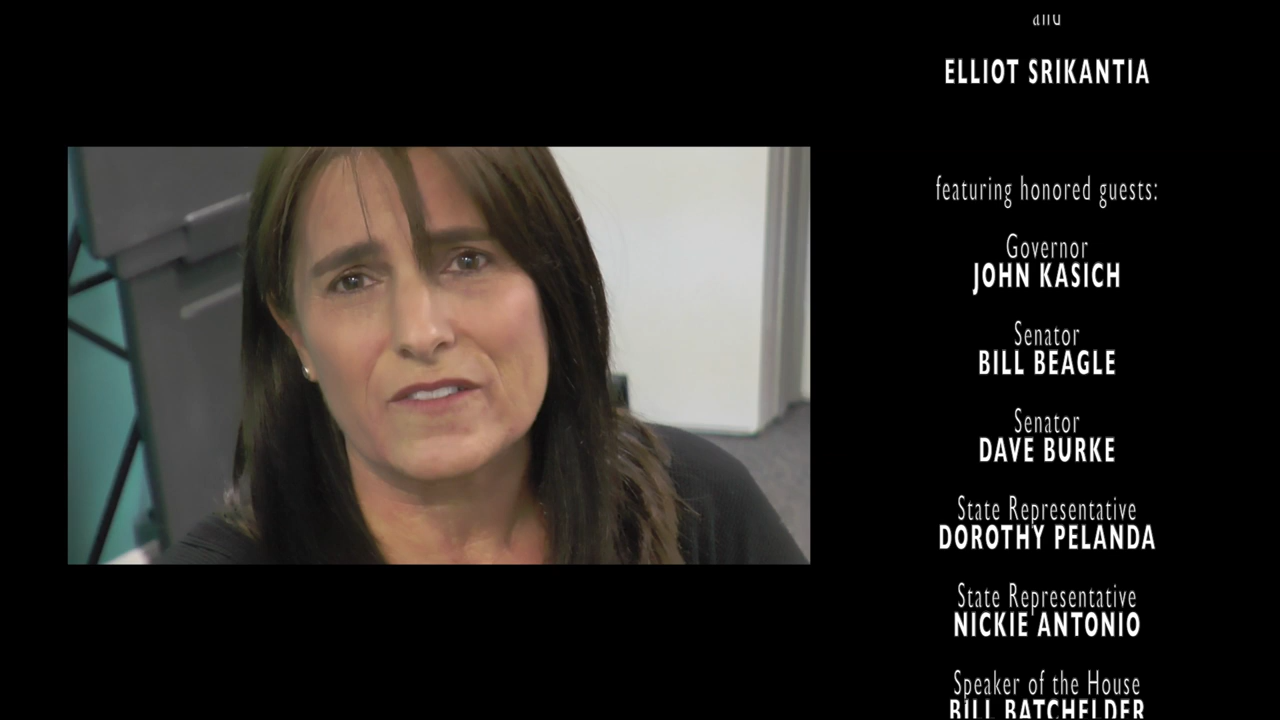 and
ELLIOT SRIKANTIA
featuring honored guests:
Governor
JOHN KASICH
Senator
BILL BEAGLE
Senator
DAVE BURKE
State Representative
DOROTHY PELANDA
State Representative
NICKIE ANTONIO
Speaker of the House
BILL BATCHELDER